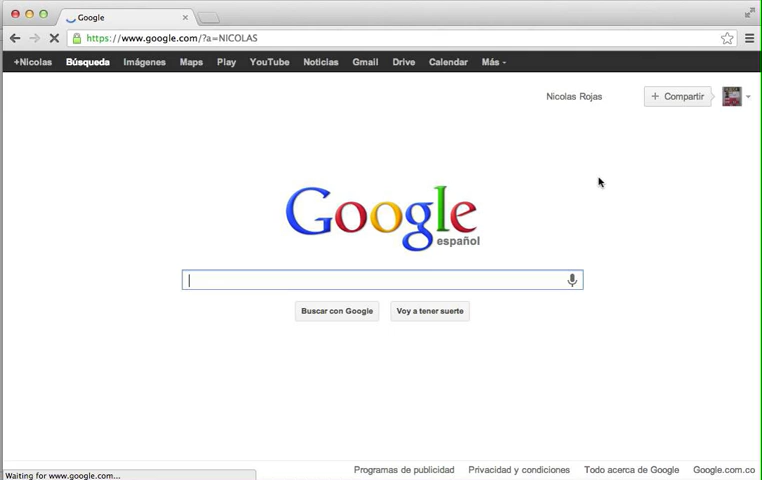 Google
https://www.google.com/?a=NICOLAS
+Nicolas Búsqueda Imágenes Maps Play YouTube Noticias Gmail Drive Calendar Más
Nicolas Rojas + Compartir
Google
español
Buscar con Google Voy a tener suerte
Programas de publicidad Privacidad y condiciones Todo acerca de Google Google.com.co
Waiting for www.google.com...